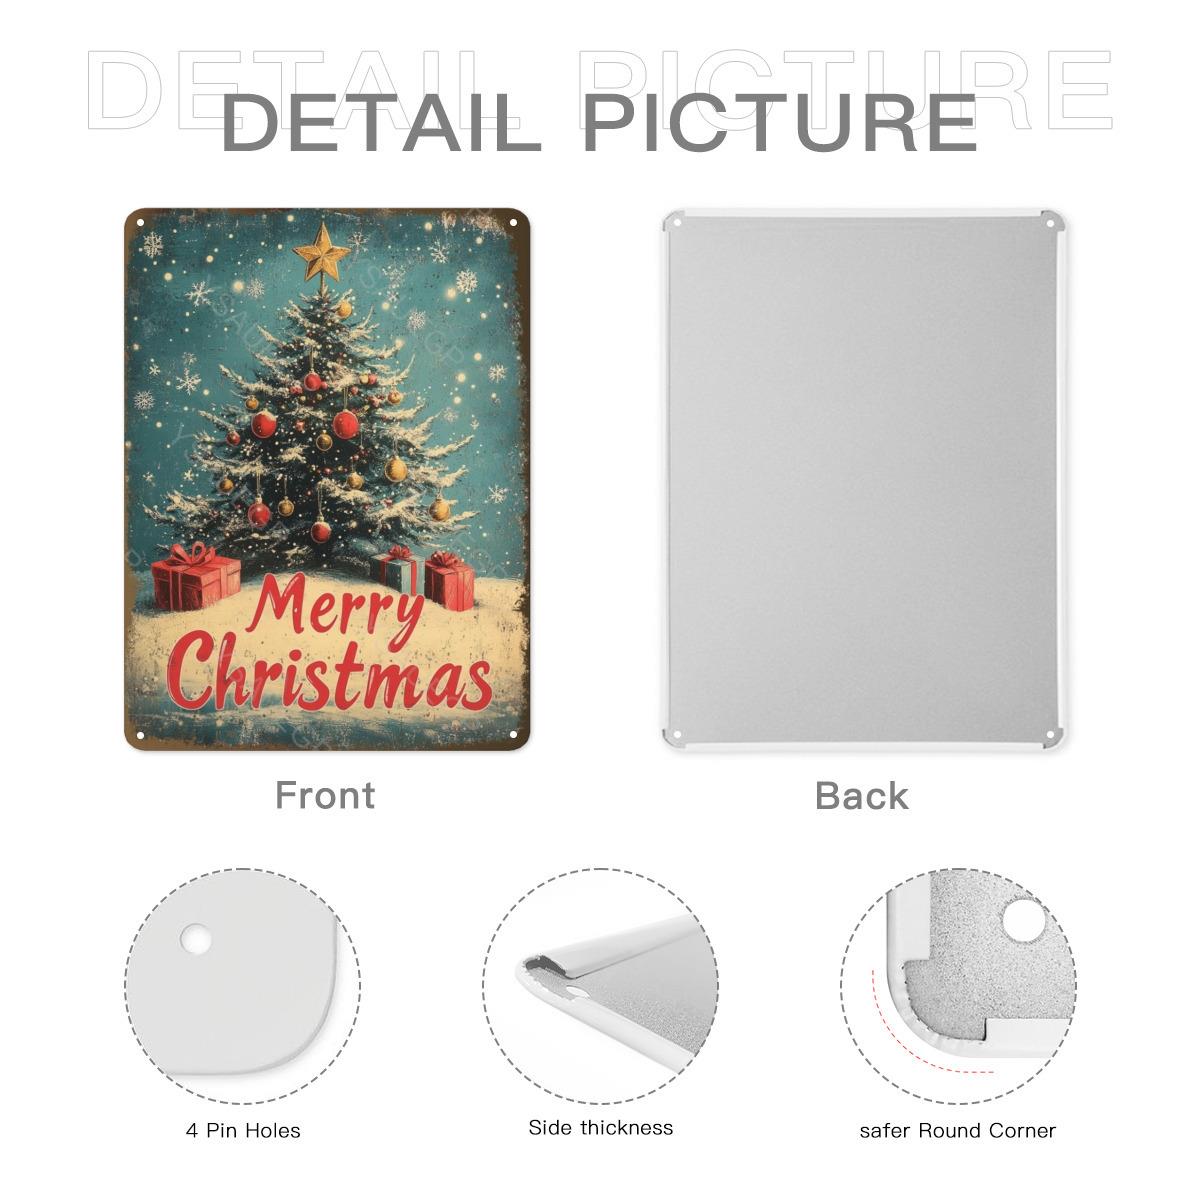 DETAIL PICTURE
DETAIL PICTURE
Merry
Christmas
Front
Back
4 Pin Holes
Side thickness
safer Round Corner